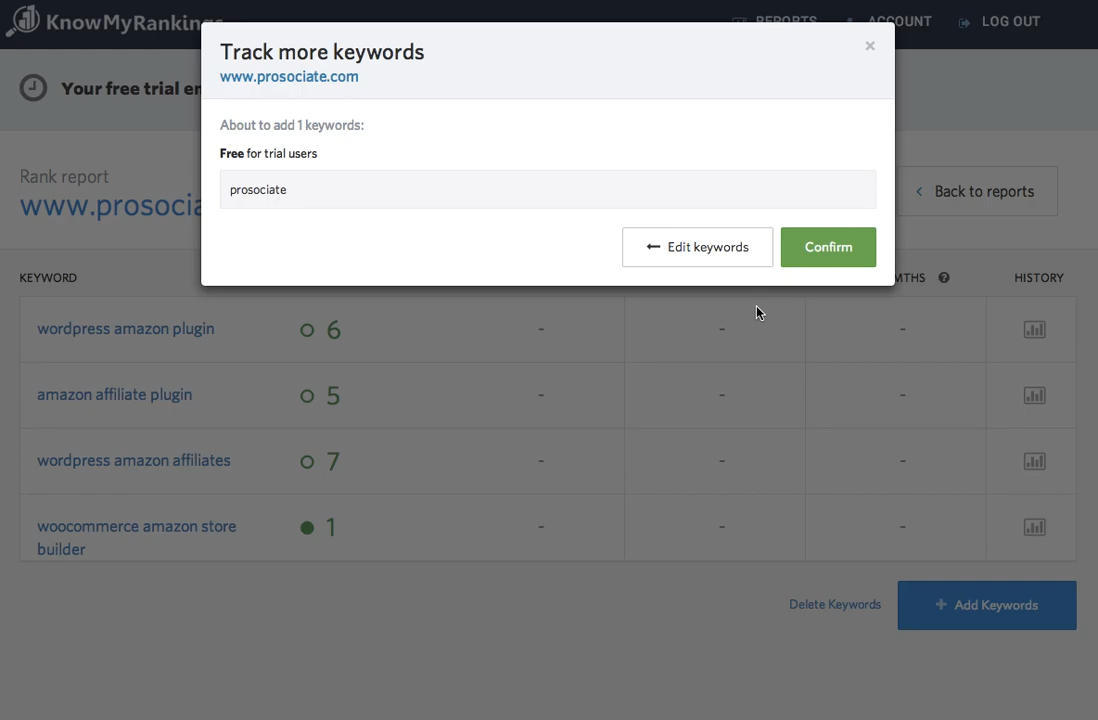 KnowMyRankings
REPORTS
ACCOUNT
LOG OUT
Track more keywords
www.prosociate.com
×
Your free trial
About to add 1 keywords:
Free for trial users
prosociate
Edit keywords
Confirm
Rank report
www.prosocia
Back to reports
KEYWORD
MTHS
HISTORY
wordpress amazon plugin 6 - - -
amazon affiliate plugin 5 - - -
wordpress amazon affiliates 7 - - -
woocommerce amazon store 1 - - -
builder
Delete Keywords
+ Add Keywords